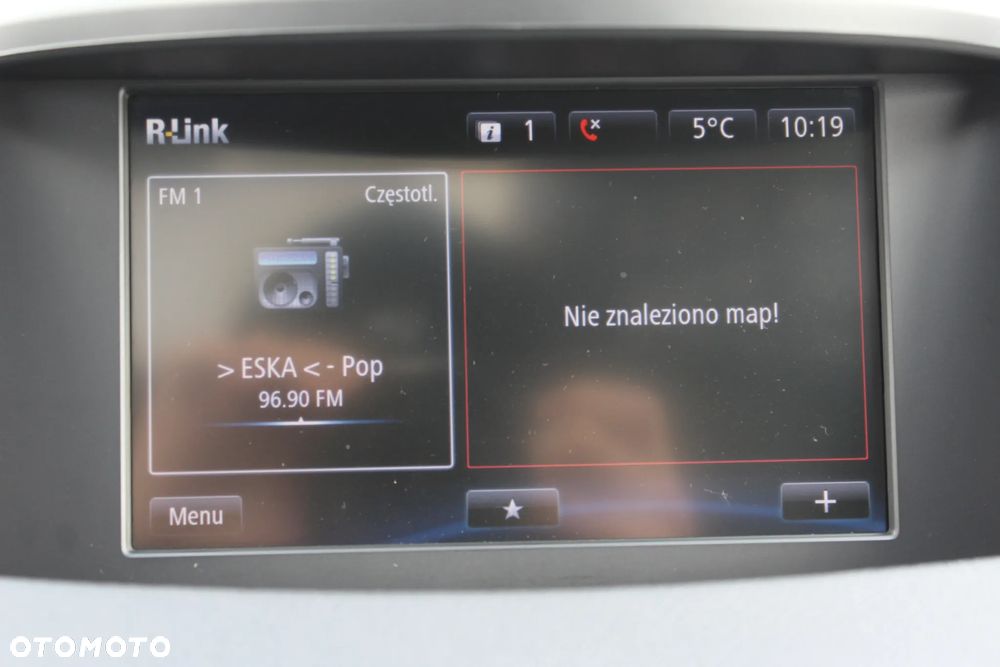 R-Link
i 1
5°C
10:19
FM 1
Częstotl.
> ESKA < - Pop
96.90 FM
Nie znaleziono map!
Menu
OTOMOTO